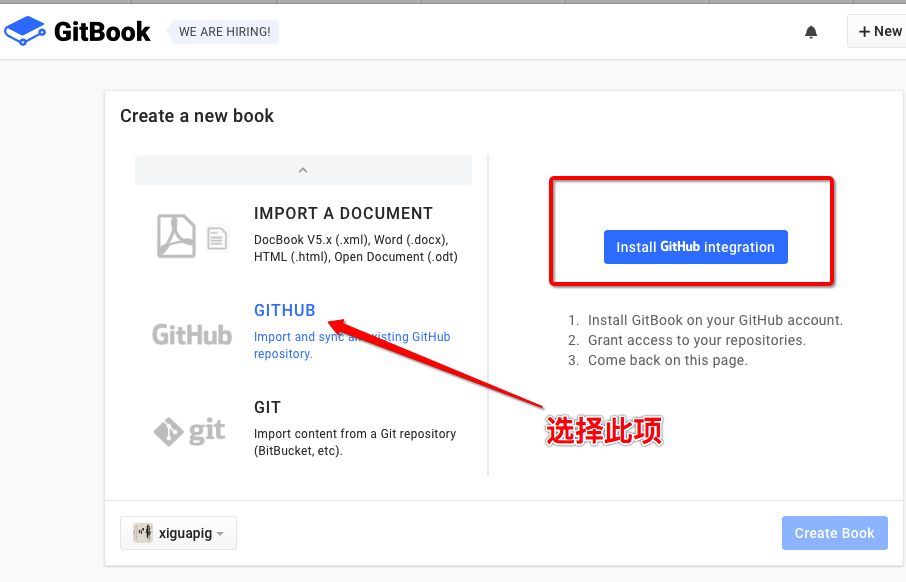 GitBook
WE ARE HIRING!
+ New
Create a new book
IMPORT A DOCUMENT
DocBook V5.x (.xml), Word (.docx),
HTML (.html), Open Document (.odt)
GitHub
GITHUB
Import and sync an existing GitHub
repository.
git
GIT
Import content from a Git repository
(BitBucket, etc).
Install GitHub integration
1. Install GitBook on your GitHub account.
2. Grant access to your repositories.
3. Come back on this page.
选择此项
xiguapig
Create Book